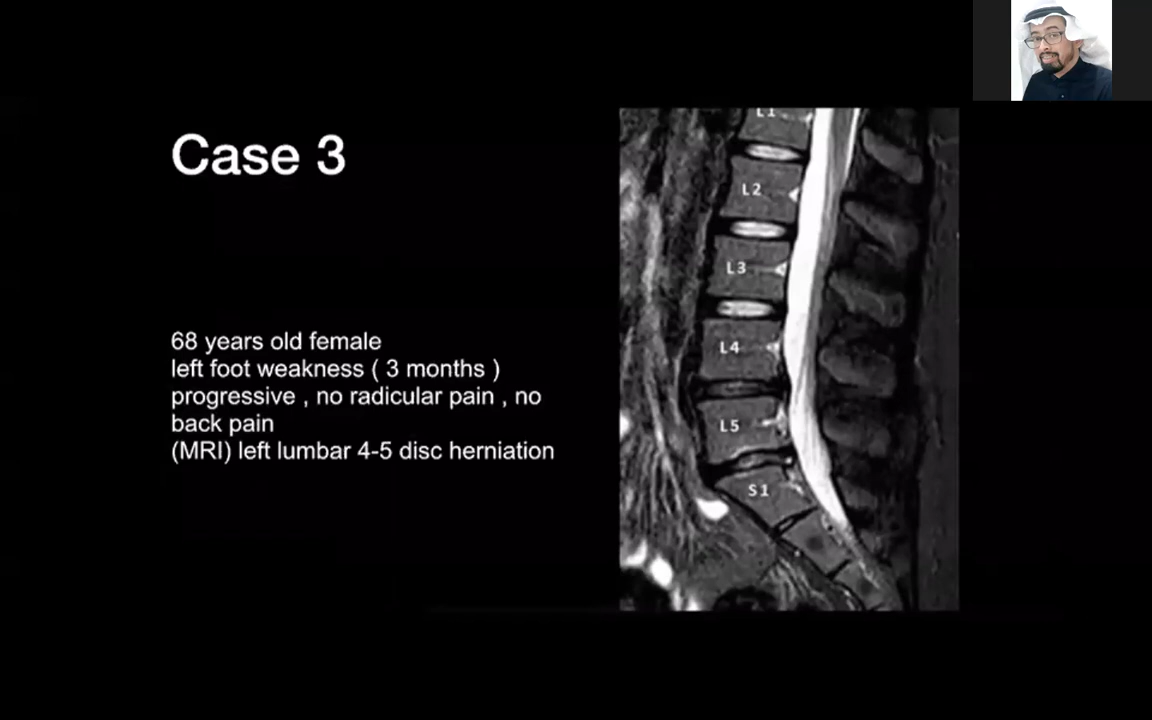 Case 3
68 years old female
left foot weakness ( 3 months )
progressive , no radicular pain , no
back pain
(MRI) left lumbar 4-5 disc herniation
L1
L2
L3
L4
L5
S1